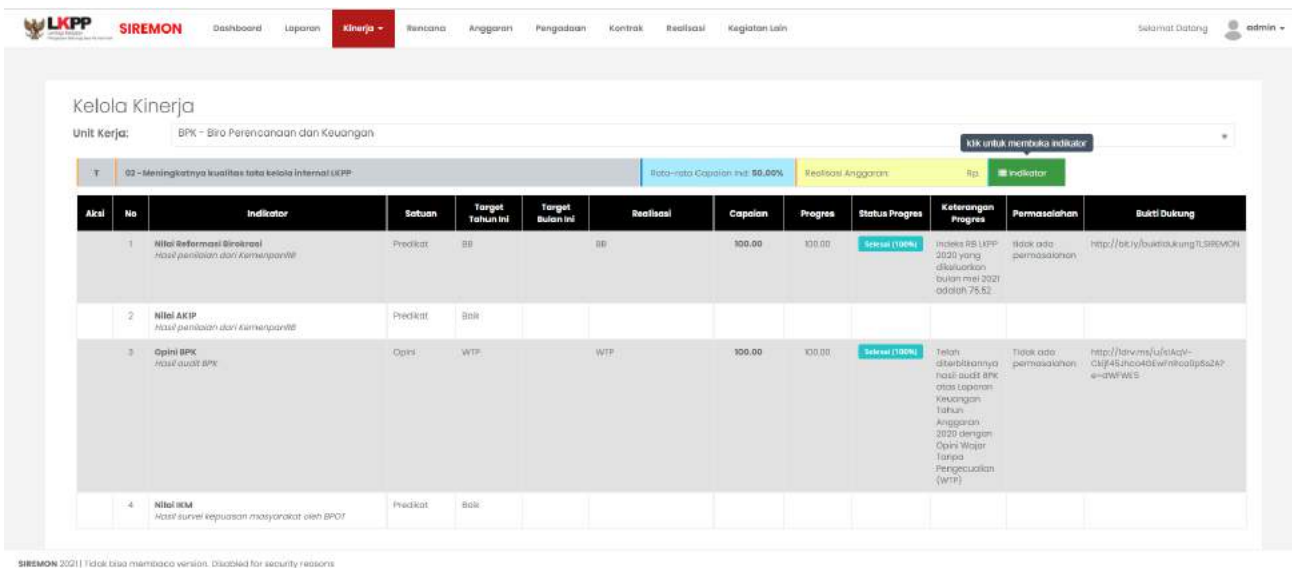 LKPP
SIREMON Dashboard Laporan Kinerja Rencana Anggaran Pengadaan Kontrak Realisasi Kegiatan Lain Selamat Datang admin
Kelola Kinerja
Unit Kerja: BPK - Biro Perencanaan dan Keuangan
klik untuk membuka indikator
T 02 - Meningkatnya kualitas tata kelola internal LKPP Rata-rata Capaian Ind: 50,00% Realisasi Anggaran: Rp. Indikator
Aksi No Indikator Satuan Target Tahun Ini Target Bulan Ini Realisasi Capaian Progres Status Progres Keterangan Progres Permasalahan Bukti Dukung
1 Nilai Reformasi Birokrasi Predikat BB BB 100.00 100.00 Selesai (100%) Indeks RB LKPP tidak ada
Hasil penilaian dari KemenpanRB 2020 yang permasalahan
dikeluarkan
bulan mei 2021
adalah 75,52
2 Nilai AKIP Predikat Baik
Hasil penilaian dari KemenpanRB
3 Opini BPK Opini WTP WTP 100.00 100.00 Selesai (100%) Telah Tidak ada
Hasil audit BPK diterbitkannya permasalahan
hasil audit BPK
atas Laporan
Keuangan
Tahun
Anggaran
2020 dengan
Opini Wajar
Tanpa
Pengecualian
(WTP)
4 Nilai IKM Predikat Baik
Hasil survei kepuasan masyarakat oleh BPOT
SIREMON 2021 | Tidak bisa membaca version. Disabled for security reasons